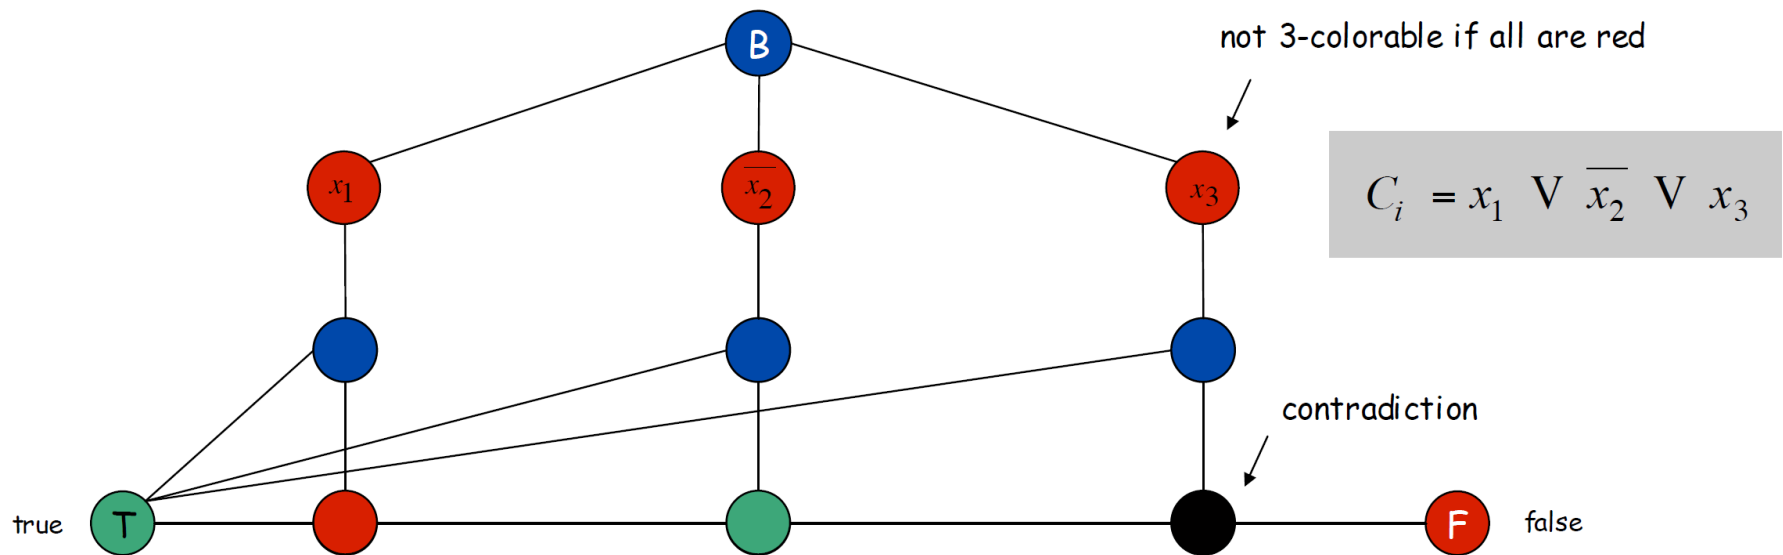 B
not 3-colorable if all are red
x₁
x̅₂
x₃
Cᵢ = x₁ V x̅₂ V x₃
contradiction
true
T
F
false